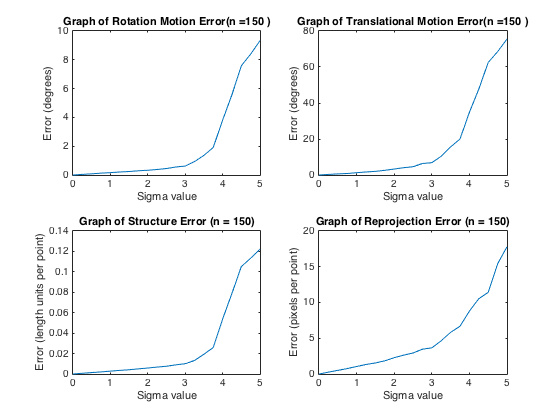 Graph of Rotation Motion Error(n =150 )
Error (degrees)
10
8
6
4
2
0
0 1 2 3 4 5
Sigma value
Graph of Translational Motion Error(n =150 )
Error (degrees)
80
60
40
20
0
0 1 2 3 4 5
Sigma value
Graph of Structure Error (n = 150)
Error (length units per point)
0.14
0.12
0.1
0.08
0.06
0.04
0.02
0
0 1 2 3 4 5
Sigma value
Graph of Reprojection Error (n = 150)
Error (pixels per point)
20
15
10
5
0
0 1 2 3 4 5
Sigma value